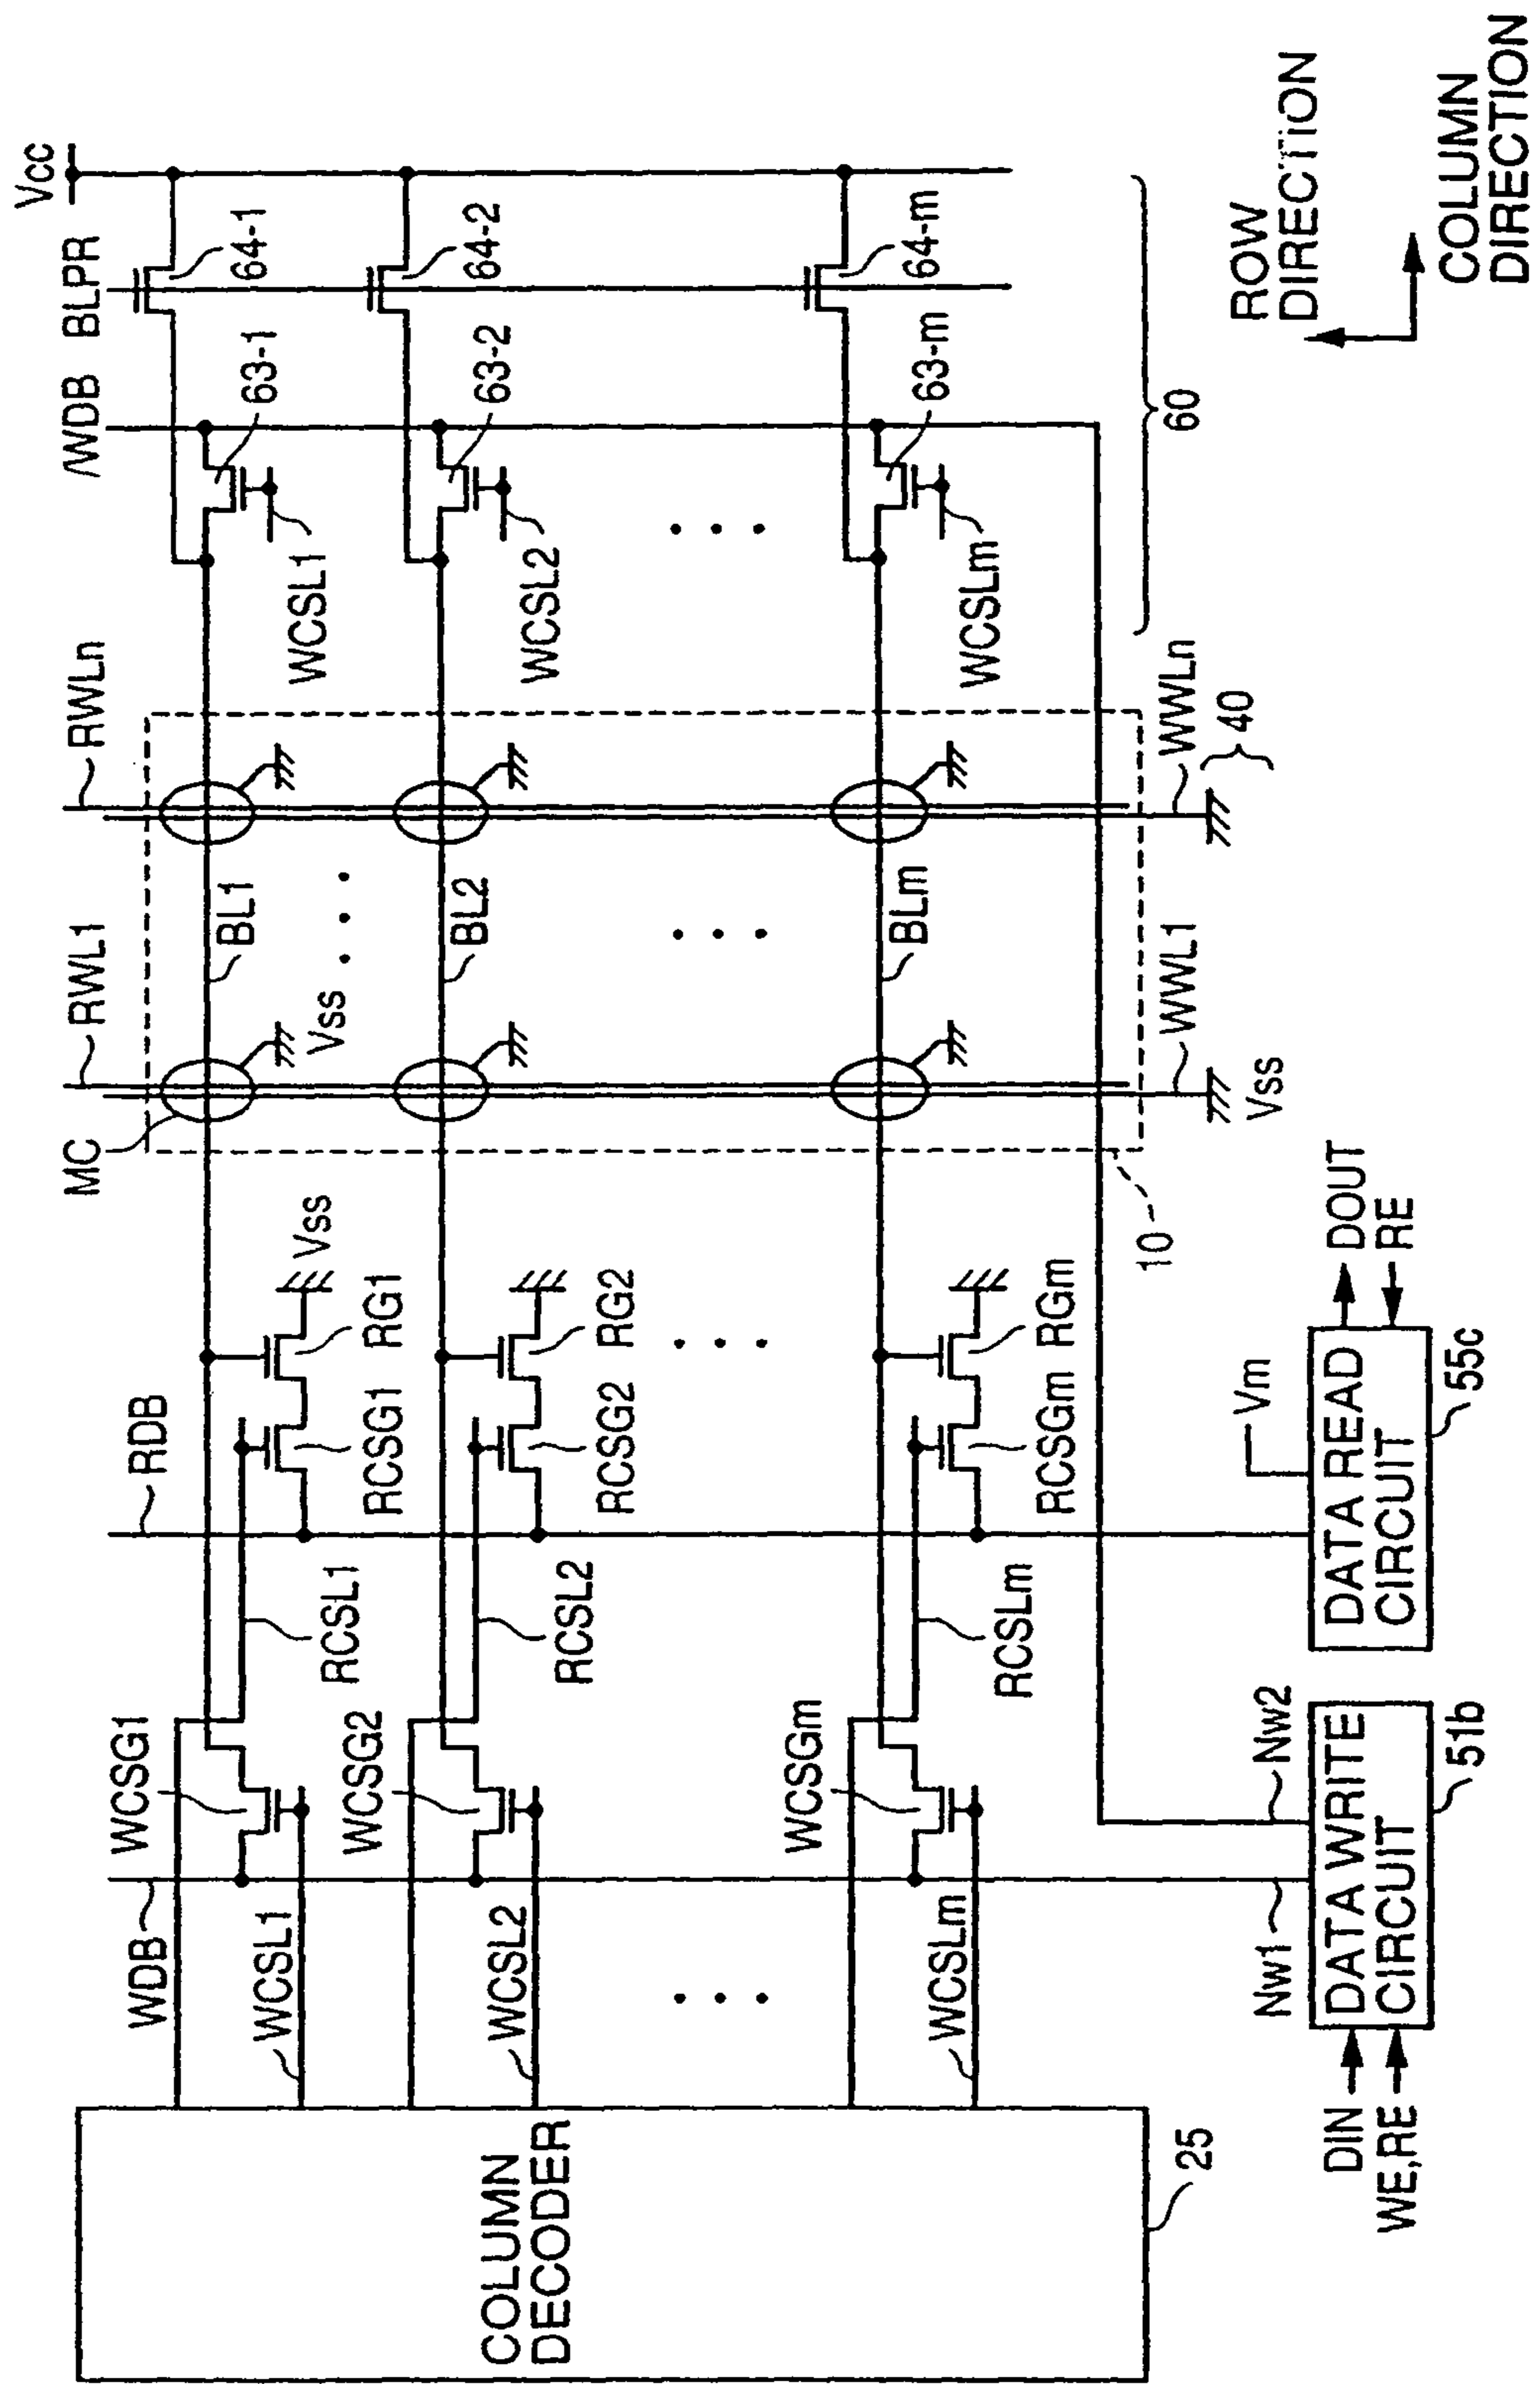 COLUMN
DECODER
25
WDB
WCSL1
WCSG1
RCSL1
RDB
RCSG1
RG1
Vss
MC
RWL1
BL1
Vss
RWLn
WCSL1
/WDB
63-1
BLPR
64-1
Vcc
WCSL2
WCSG2
RCSL2
RCSG2
RG2
BL2
WCSL2
63-2
64-2
WCSLm
WCSGm
RCSLm
RCSGm
RGm
BLm
WCSLm
63-m
64-m
10
WWL1
Vss
WWLn
40
60
DIN
WE,RE
Nw1
Nw2
DATA WRITE
CIRCUIT
51b
Vm
DATA READ
CIRCUIT
55c
DOUT
RE
ROW
DIRECTION
COLUMN
DIRECTION